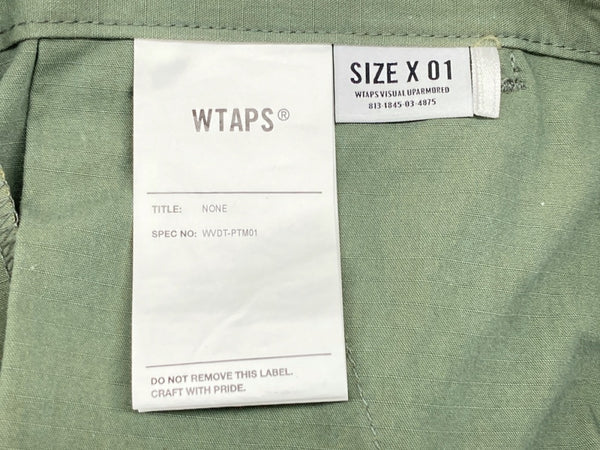 WTAPS®
TITLE: NONE
SPEC NO: WVDT-PTM01
DO NOT REMOVE THIS LABEL.
CRAFT WITH PRIDE.
SIZE X 01
WTAPS VISUAL UPARMORED
813-1845-03-4875